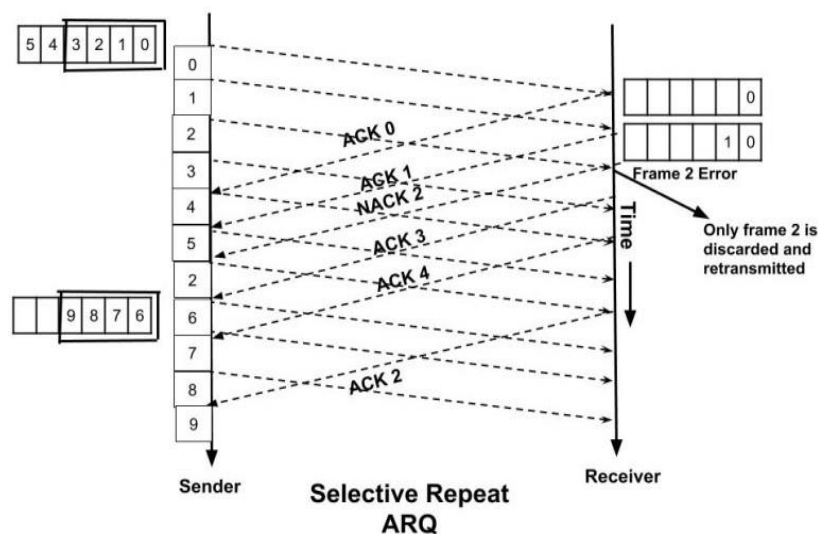 5 4 3 2 1 0
0
1
2
3
4
5
2
6
7
8
9
0
1 0
Frame 2 Error
ACK 0
ACK 1
NACK 2
ACK 3
ACK 4
ACK 2
Time
Only frame 2 is
discarded and
retransmitted
9 8 7 6
Sender
Receiver
Selective Repeat
ARQ